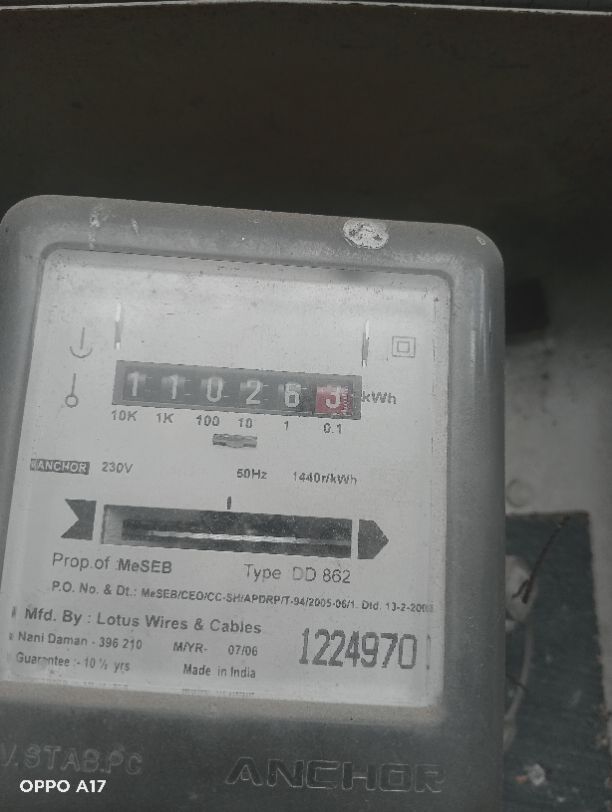 1 1 0 2 6 3 kWh
10K 1K 100 10 1 0.1
ANCHOR 230V 50Hz 1440r/kWh
Prop.of MeSEB Type DD 862
P.O. No. & Dt.: MeSEB/CEO/CC-SH/APDRP/T-94/2005-06/1. Dtd. 13-2-2006
Mfd. By : Lotus Wires & Cables
Nani Daman - 396 210 M/YR- 07/06
Guarantee :- 10 ½ yrs Made in India
1224970
V.STAB.PC ANCHOR
OPPO A17